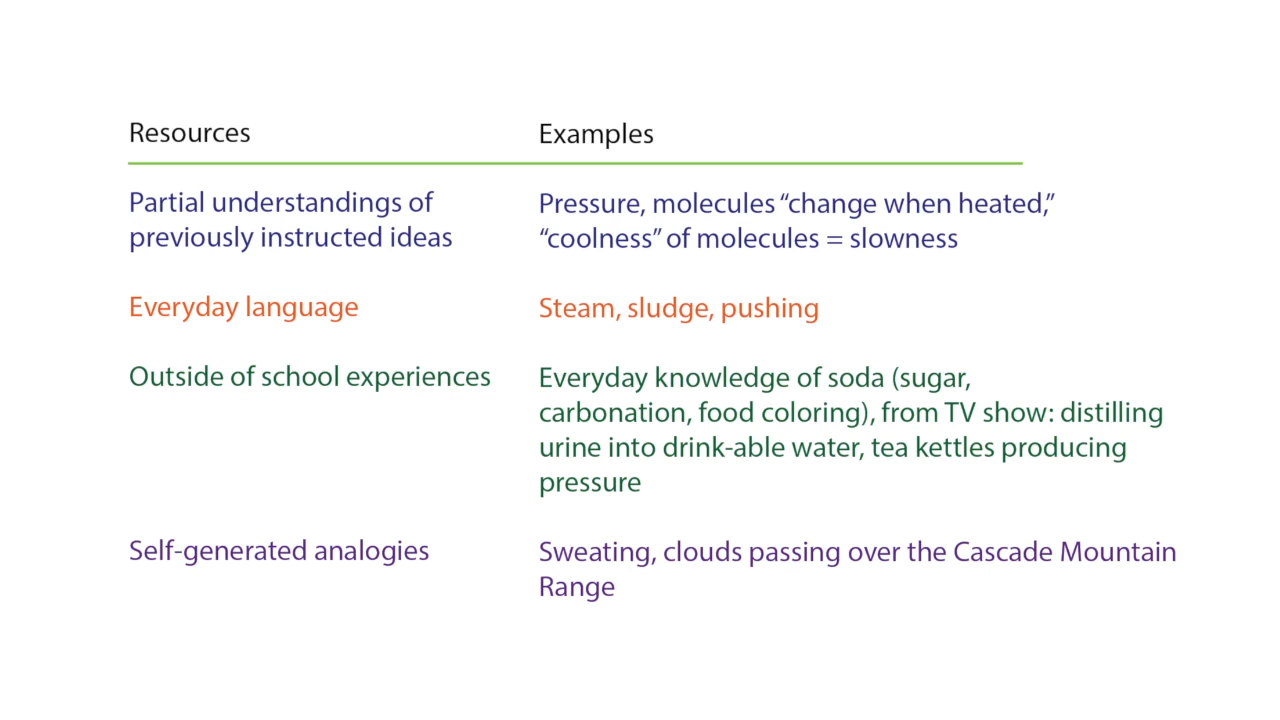 Resources
Examples
Partial understandings of
previously instructed ideas
Pressure, molecules “change when heated,”
“coolness” of molecules = slowness
Everyday language
Steam, sludge, pushing
Outside of school experiences
Everyday knowledge of soda (sugar,
carbonation, food coloring), from TV show: distilling
urine into drink-able water, tea kettles producing
pressure
Self-generated analogies
Sweating, clouds passing over the Cascade Mountain
Range